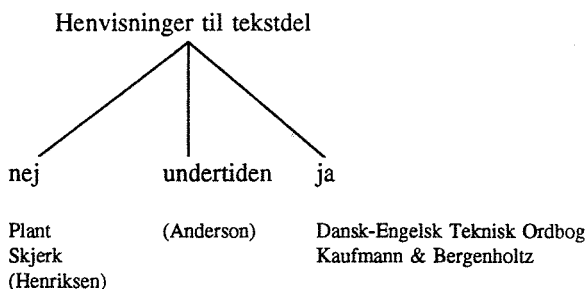 Henvisninger til tekstdel
nej undertiden ja
Plant (Anderson) Dansk-Engelsk Teknisk Ordbog
Skjerk Kaufmann & Bergenholtz
(Henriksen)